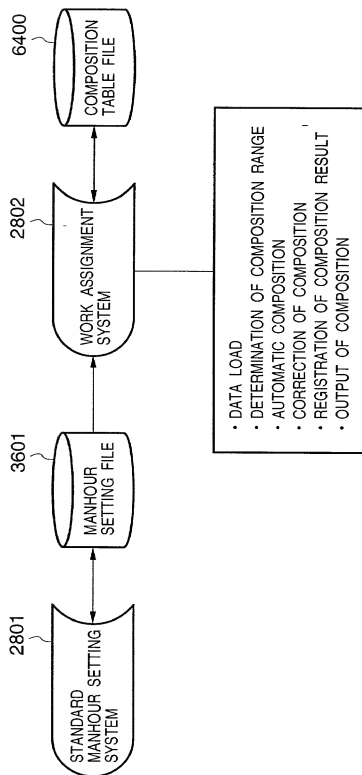 2801
STANDARD
MANHOUR SETTING
SYSTEM
3601
MANHOUR
SETTING FILE
2802
WORK ASSIGNMENT
SYSTEM
6400
COMPOSITION
TABLE FILE
· DATA LOAD
· DETERMINATION OF COMPOSITION RANGE
· AUTOMATIC COMPOSITION
· CORRECTION OF COMPOSITION
· REGISTRATION OF COMPOSITION RESULT
· OUTPUT OF COMPOSITION